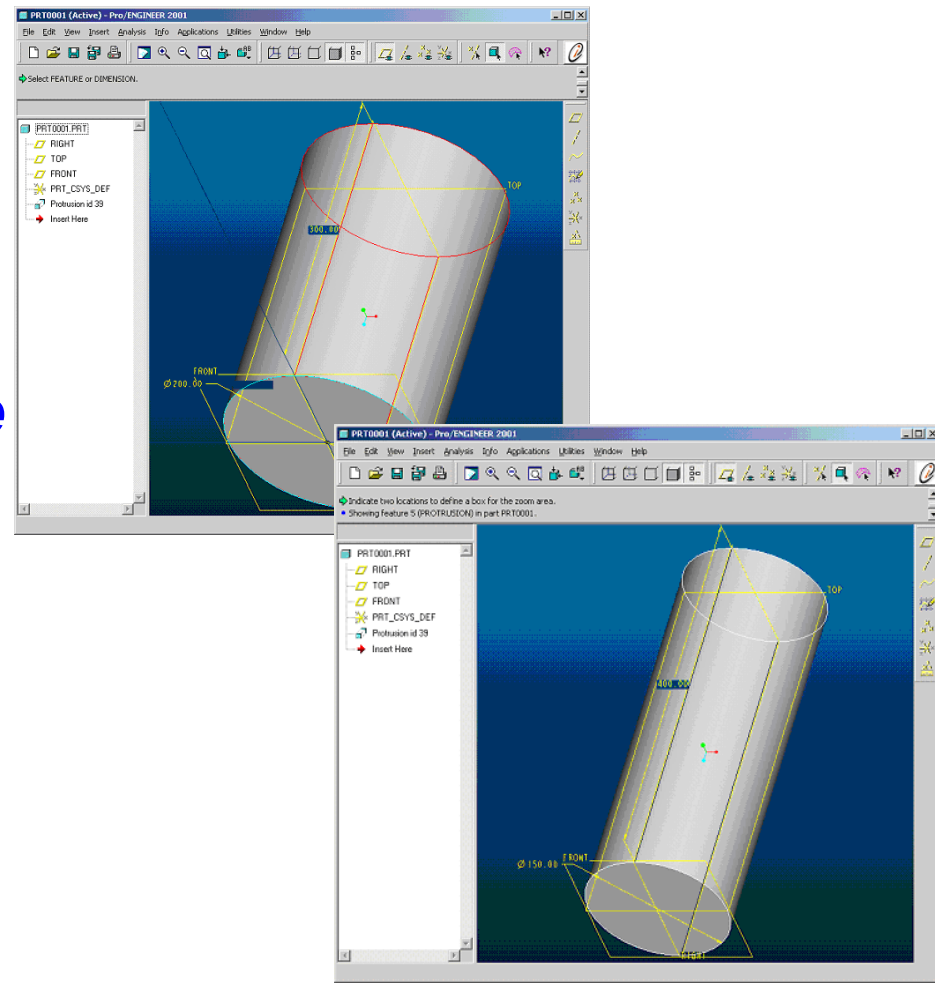 PRT0001 (Active) - Pro/ENGINEER 2001
File Edit View Insert Analysis Info Applications Utilities Window Help
Select FEATURE or DIMENSION.
PRT0001.PRT
RIGHT
TOP
FRONT
PRT_CSYS_DEF
Protrusion id 39
Insert Here
TOP
300.00
FRONT
Ø200.00
e
PRT0001 (Active) - Pro/ENGINEER 2001
File Edit View Insert Analysis Info Applications Utilities Window Help
Indicate two locations to define a box for the zoom area.
Showing feature 5 (PROTRUSION) in part PRT0001.
PRT0001.PRT
RIGHT
TOP
FRONT
PRT_CSYS_DEF
Protrusion id 39
Insert Here
TOP
400.00
FRONT
Ø150.00
RIGHT